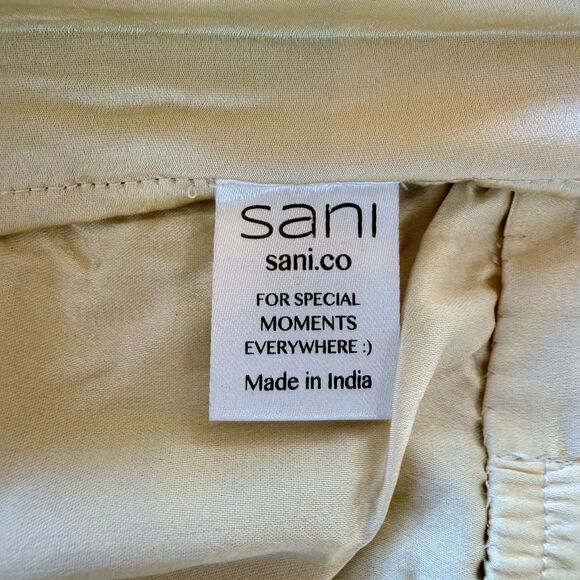 sani
sani.co
FOR SPECIAL
MOMENTS
EVERYWHERE :)
Made in India